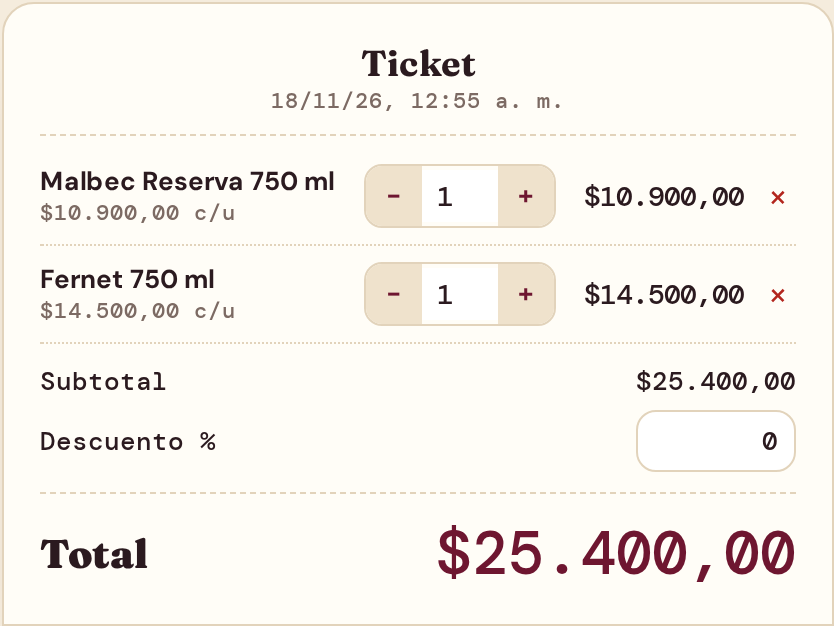 Ticket
18/11/26, 12:55 a. m.
Malbec Reserva 750 ml
$10.900,00 c/u
− 1 + $10.900,00 ×
Fernet 750 ml
$14.500,00 c/u
− 1 + $14.500,00 ×
Subtotal $25.400,00
Descuento % 0
Total $25.400,00